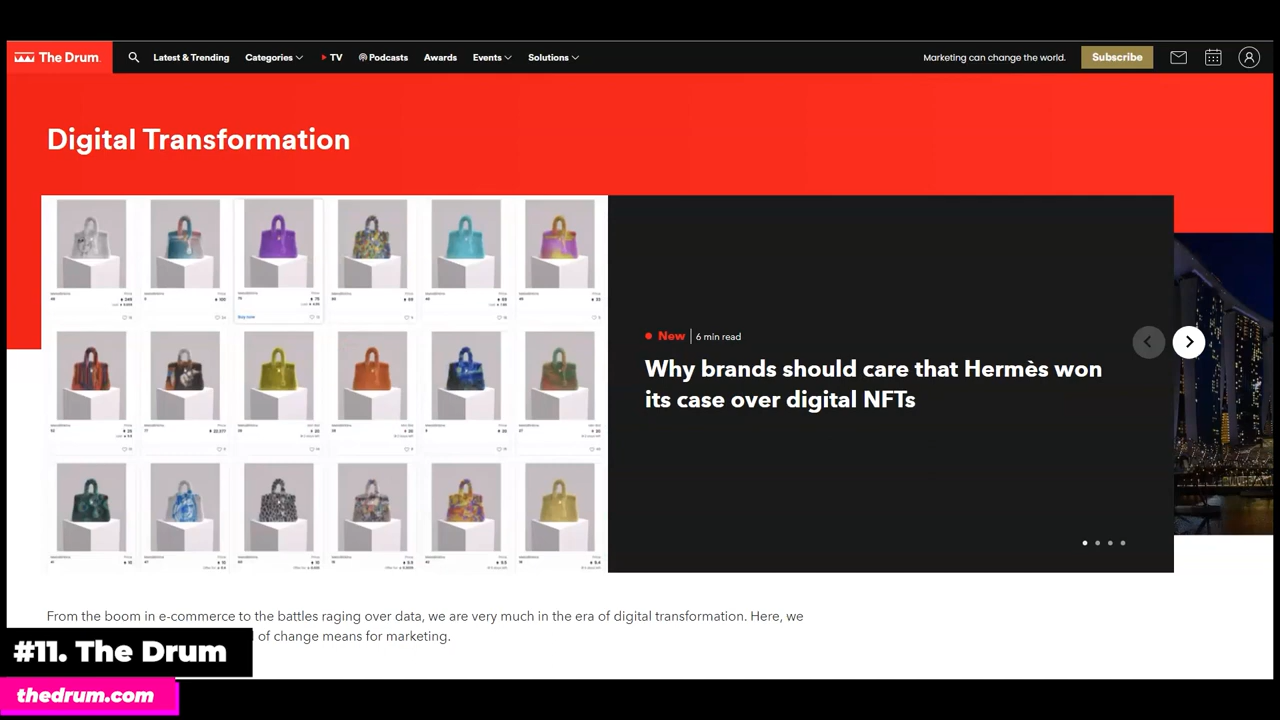 The Drum.
Latest & Trending
Categories
TV
Podcasts
Awards
Events
Solutions
Marketing can change the world.
Subscribe
Digital Transformation
Buy now
New
6 min read
Why brands should care that Hermès won
its case over digital NFTs
From the boom in e-commerce to the battles raging over data, we are very much in the era of digital transformation. Here, we
of change means for marketing.
#11. The Drum
thedrum.com